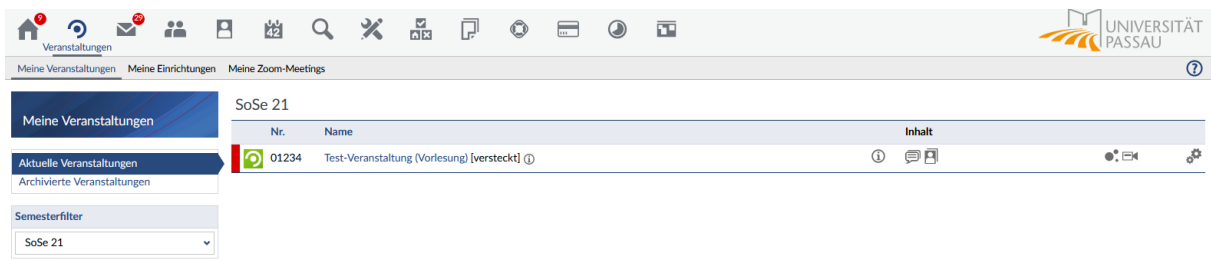 9
29
42
Veranstaltungen
UNIVERSITÄT
PASSAU
Meine Veranstaltungen Meine Einrichtungen Meine Zoom-Meetings
?
Meine Veranstaltungen
Aktuelle Veranstaltungen
Archivierte Veranstaltungen
Semesterfilter
SoSe 21
SoSe 21
Nr. Name Inhalt
01234 Test-Veranstaltung (Vorlesung) [versteckt]